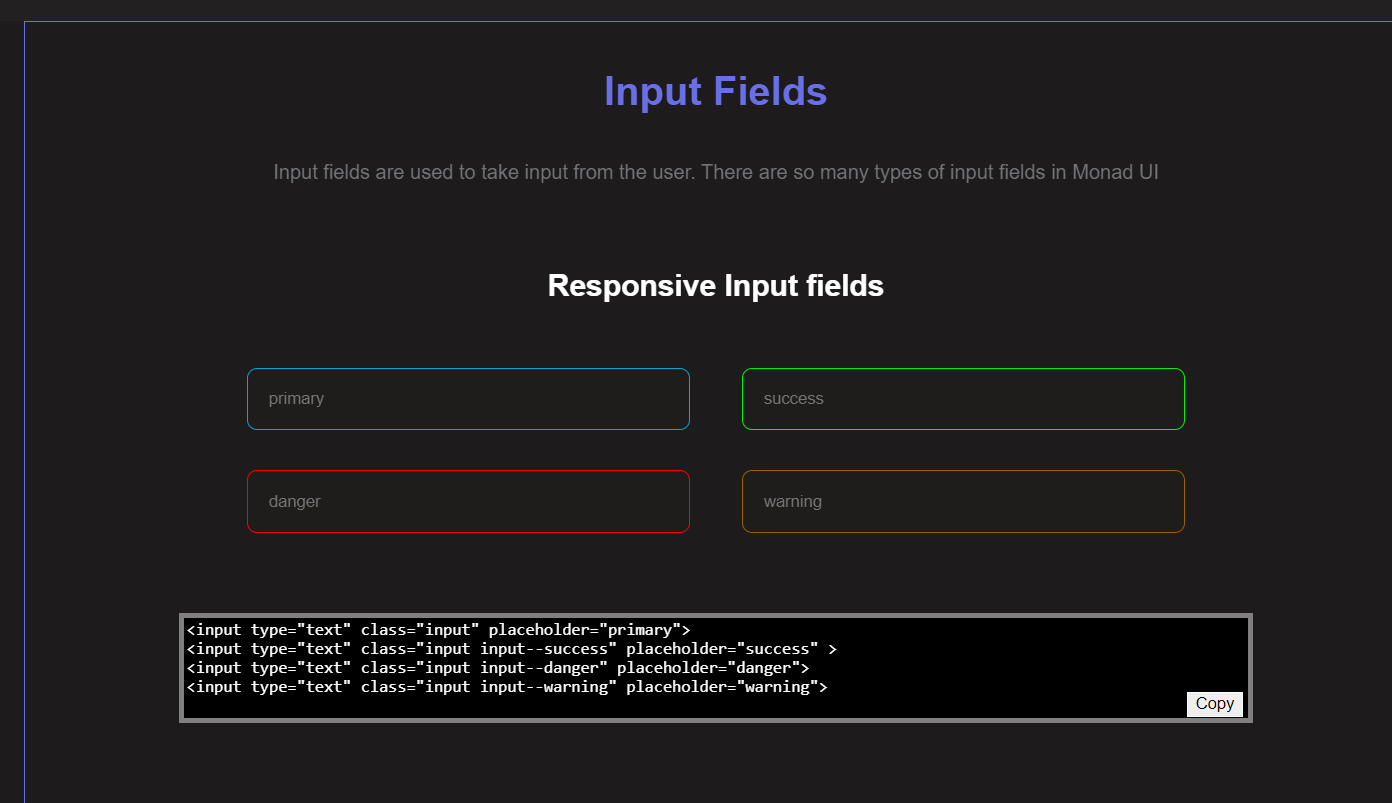 Input Fields
Input fields are used to take input from the user. There are so many types of input fields in Monad UI
Responsive Input fields
primary
success
danger
warning
<input type="text" class="input" placeholder="primary">
<input type="text" class="input input--success" placeholder="success" >
<input type="text" class="input input--danger" placeholder="danger">
<input type="text" class="input input--warning" placeholder="warning">
Copy